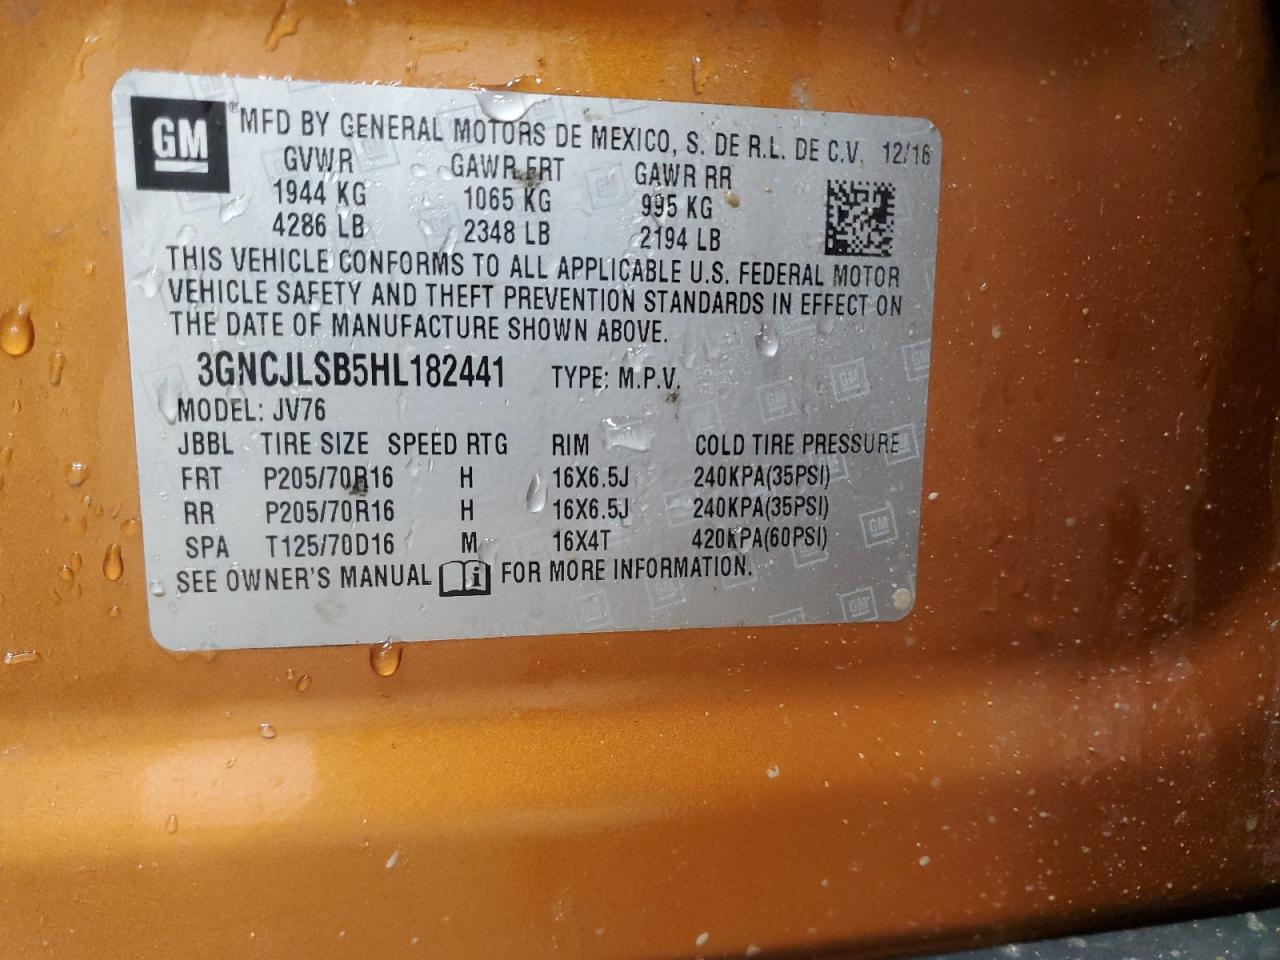 GM ® MFD BY GENERAL MOTORS DE MEXICO, S. DE R.L. DE C.V. 12/16
GVWR GAWR FRT GAWR RR
1944 KG 1065 KG 995 KG
4286 LB 2348 LB 2194 LB
THIS VEHICLE CONFORMS TO ALL APPLICABLE U.S. FEDERAL MOTOR
VEHICLE SAFETY AND THEFT PREVENTION STANDARDS IN EFFECT ON
THE DATE OF MANUFACTURE SHOWN ABOVE.
3GNCJLSB5HL182441 TYPE: M.P.V.
MODEL: JV76
JBBL TIRE SIZE SPEED RTG RIM COLD TIRE PRESSURE
FRT P205/70R16 H 16X6.5J 240KPA(35PSI)
RR P205/70R16 H 16X6.5J 240KPA(35PSI)
SPA T125/70D16 M 16X4T 420KPA(60PSI)
SEE OWNER'S MANUAL FOR MORE INFORMATION.